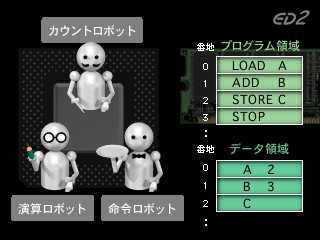 ED2
カウントロボット
演算ロボット
命令ロボット
番地 プログラム領域
0 LOAD A
1 ADD B
2 STORE C
3 STOP
:
番地 データ領域
0 A 2
1 B 3
2 C
: